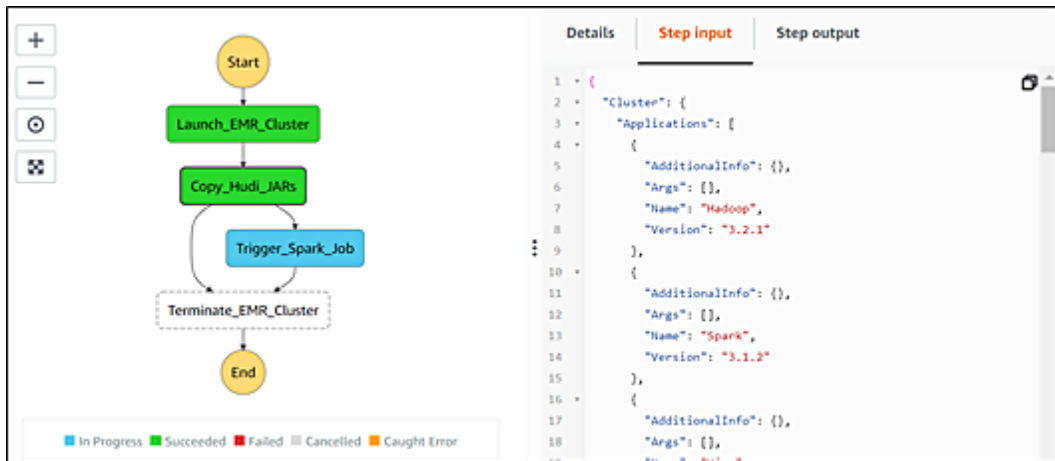 Start
Launch_EMR_Cluster
Copy_Hudi_JARs
Trigger_Spark_Job
Terminate_EMR_Cluster
End
In Progress Succeeded Failed Cancelled Caught Error
Details Step input Step output
1 {
2 "Cluster": {
3 "Applications": [
4 {
5 "AdditionalInfo": {},
6 "Args": [],
7 "Name": "Hadoop",
8 "Version": "3.2.1"
9 },
10 {
11 "AdditionalInfo": {},
12 "Args": [],
13 "Name": "Spark",
14 "Version": "3.1.2"
15 },
16 {
17 "AdditionalInfo": {},
18 "Args": [],